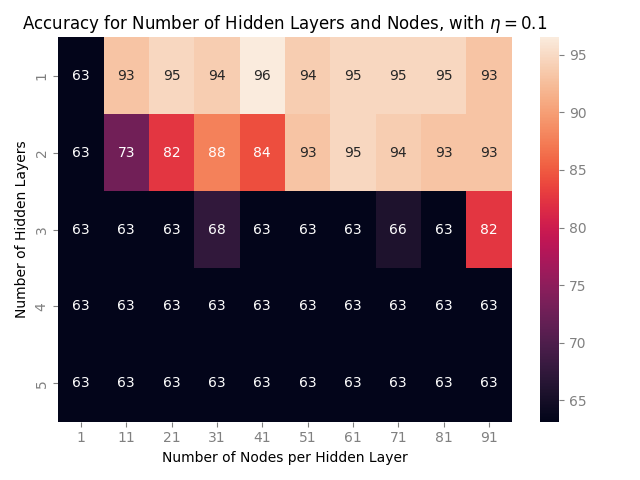 Accuracy for Number of Hidden Layers and Nodes, with η = 0.1
1 63 93 95 94 96 94 95 95 95 93
2 63 73 82 88 84 93 95 94 93 93
3 63 63 63 68 63 63 63 66 63 82
4 63 63 63 63 63 63 63 63 63 63
5 63 63 63 63 63 63 63 63 63 63
1 11 21 31 41 51 61 71 81 91
Number of Nodes per Hidden Layer
Number of Hidden Layers
95
90
85
80
75
70
65